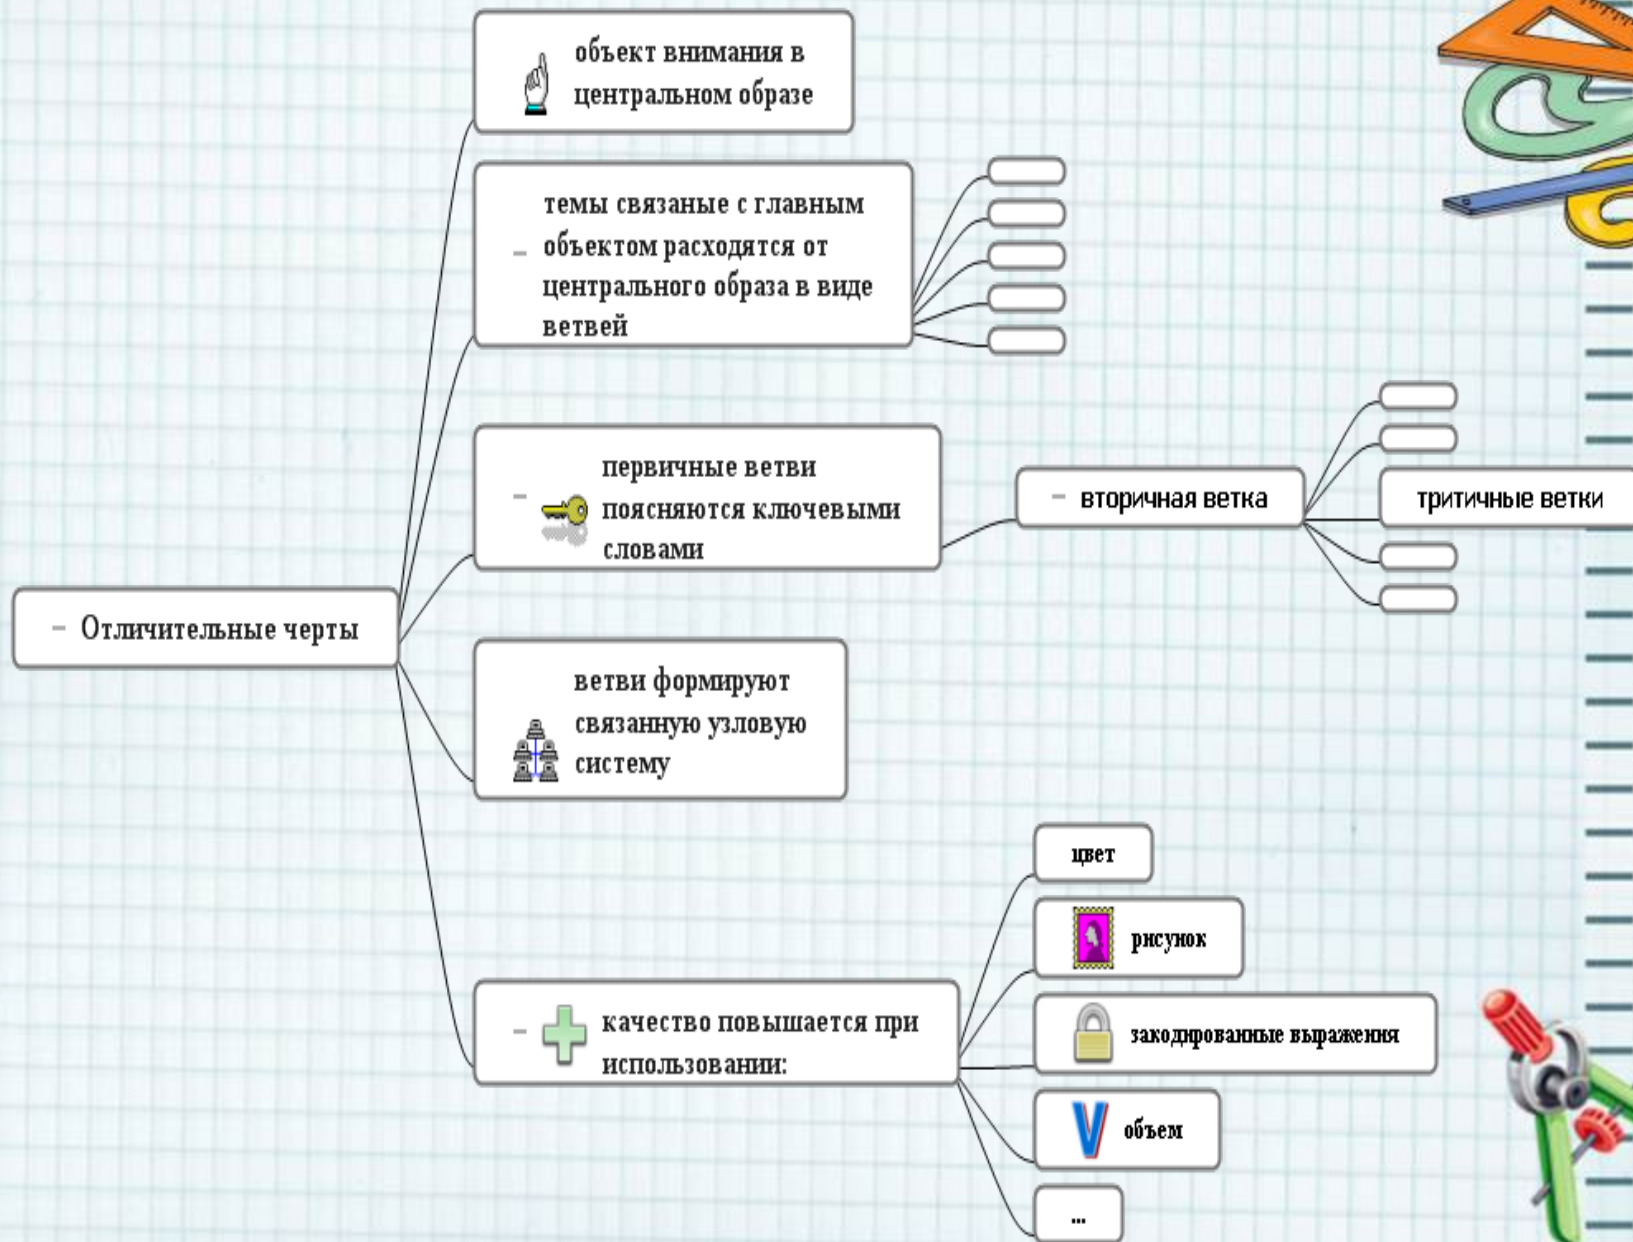 объект внимания в
центральном образе
темы связаные с главным
объектом расходятся от
центрального образа в виде
ветвей
первичные ветви
поясняются ключевыми
словами
вторичная ветка
тритичные ветки
Отличительные черты
ветви формируют
связанную узловую
систему
качество повышается при
использовании:
цвет
рисунок
закодированные выражения
V
объем
...